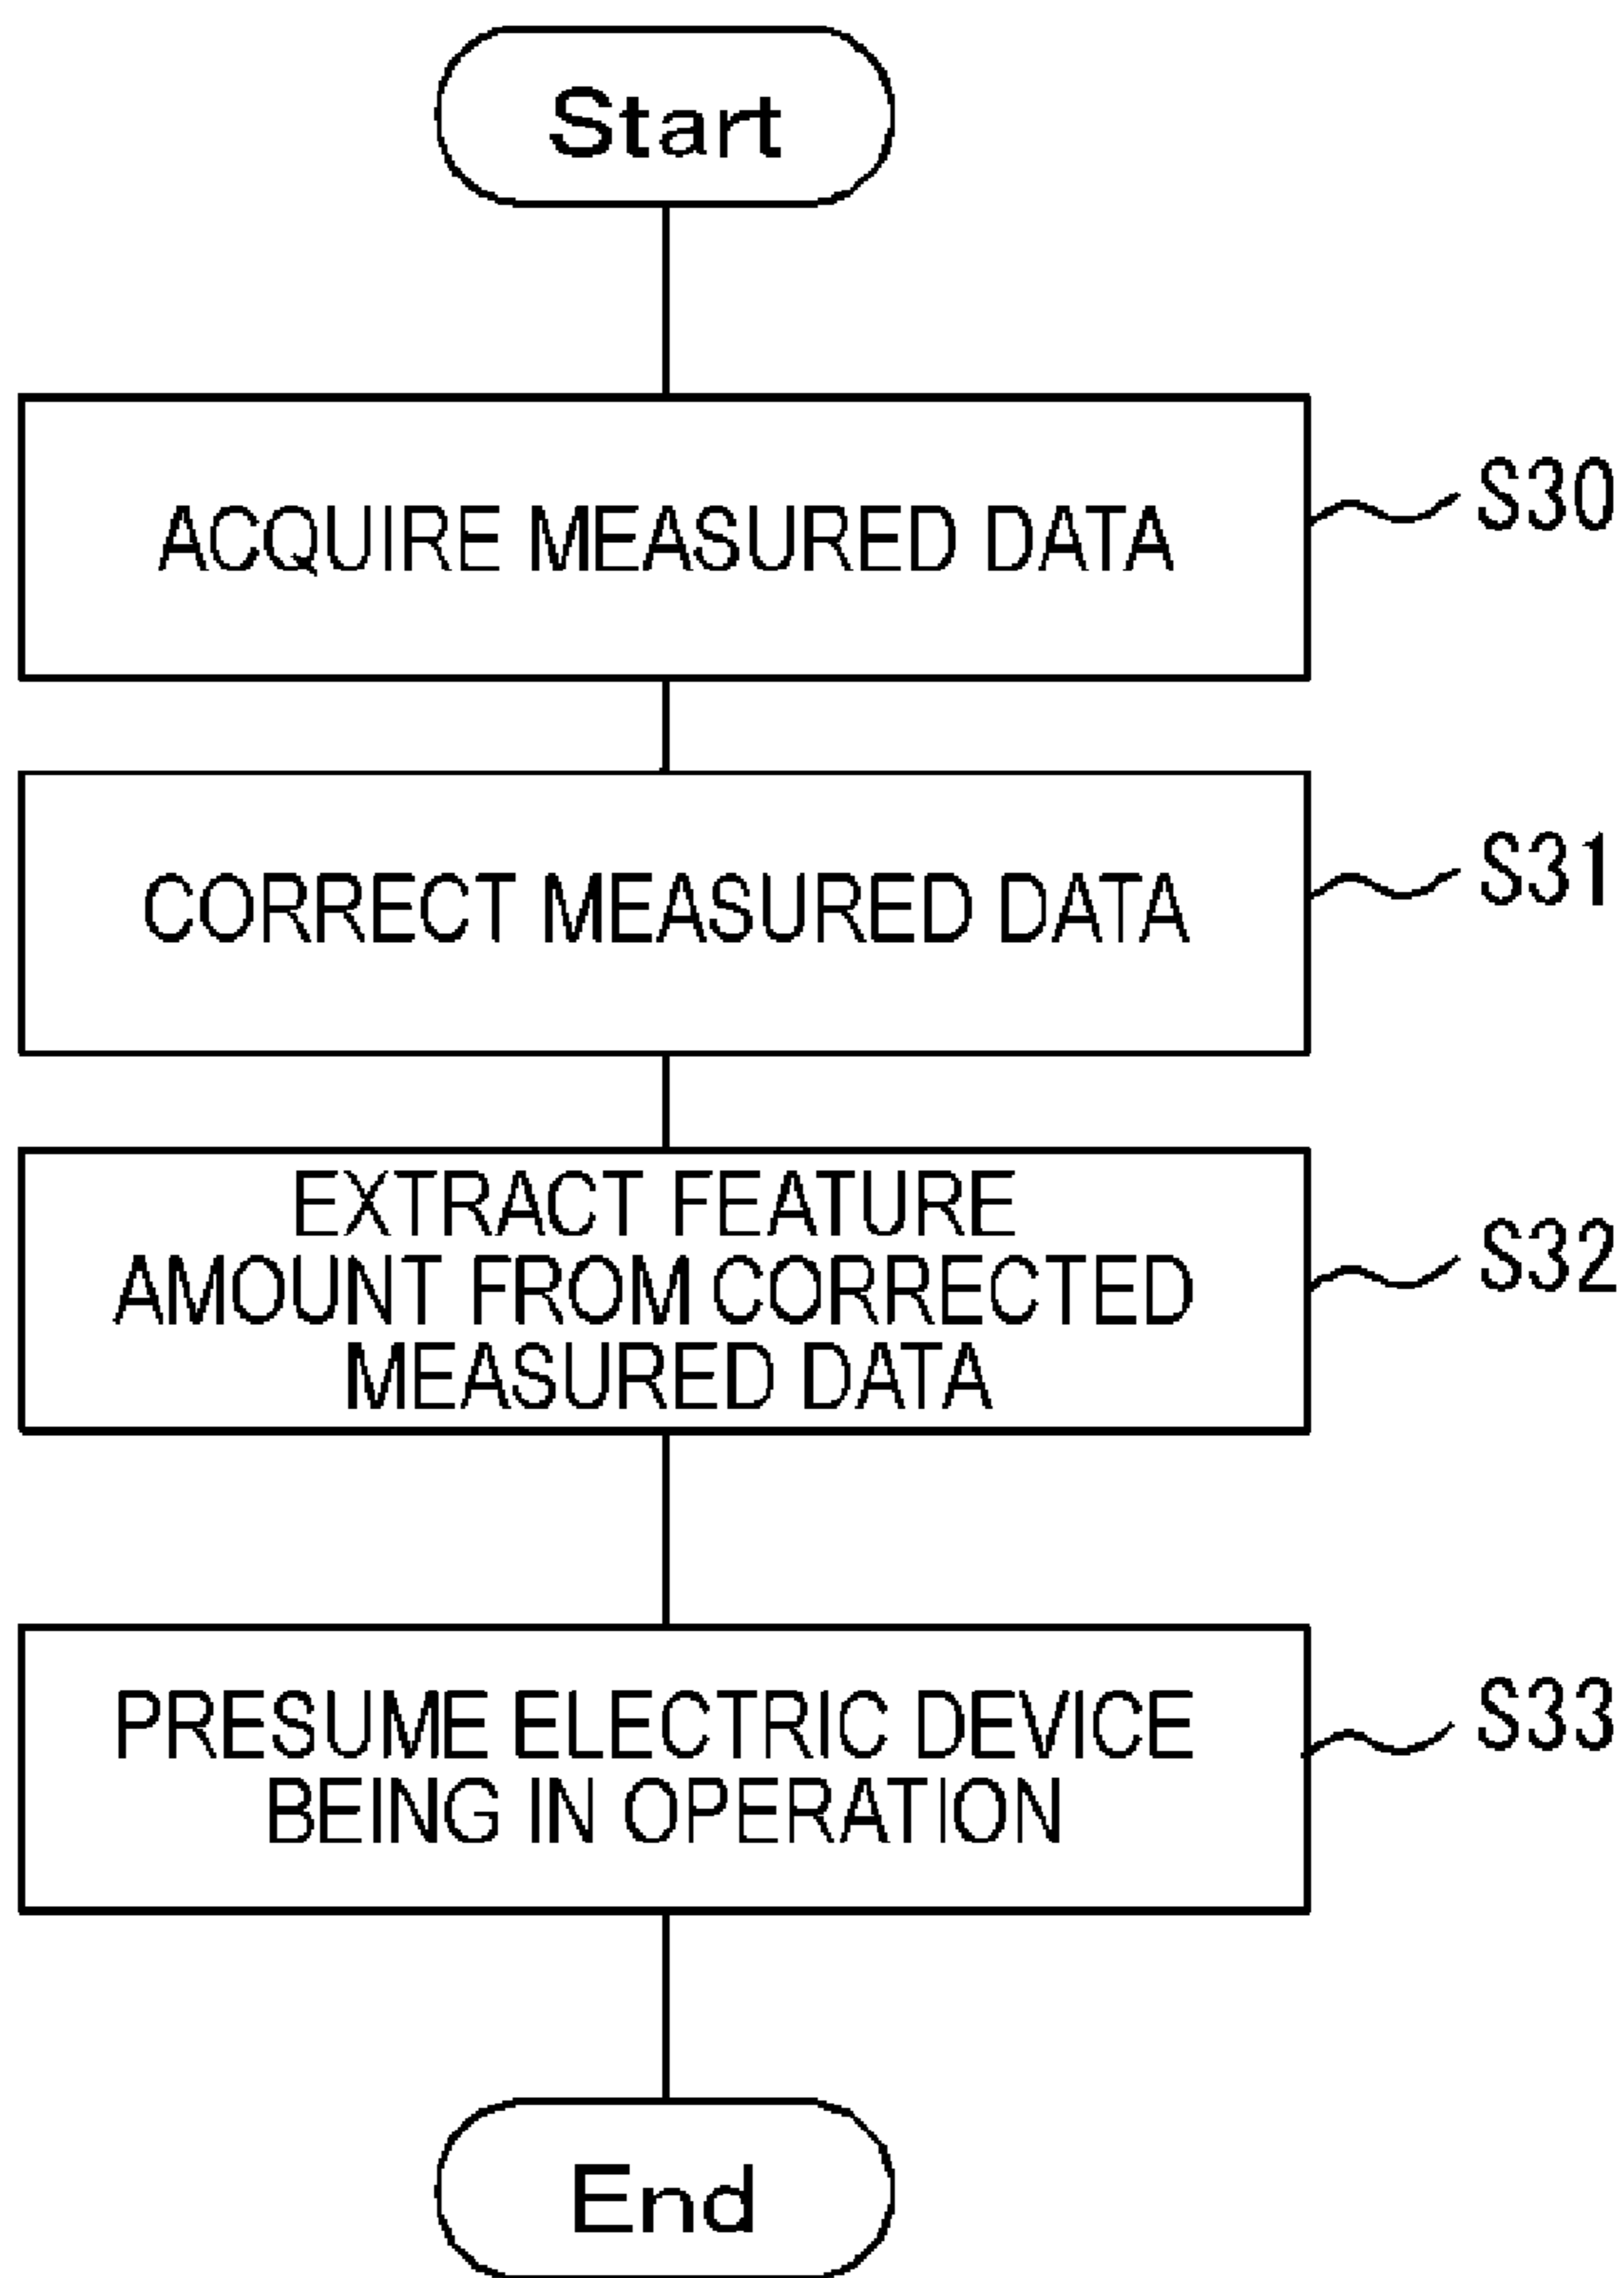 Start
ACQUIRE MEASURED DATA
S30
CORRECT MEASURED DATA
S31
EXTRACT FEATURE
AMOUNT FROM CORRECTED
MEASURED DATA
S32
PRESUME ELECTRIC DEVICE
BEING IN OPERATION
S33
End